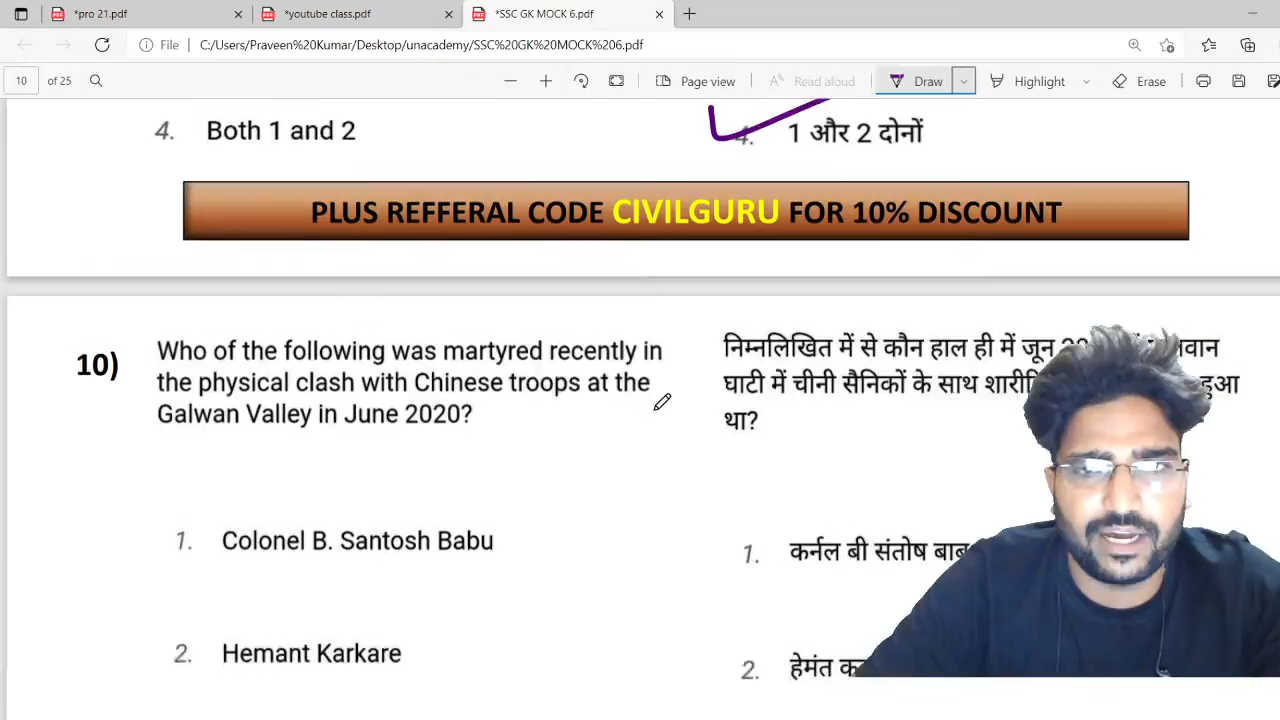 *pro 21.pdf
*youtube class.pdf
*SSC GK MOCK 6.pdf
File C:/Users/Praveen%20Kumar/Desktop/unacademy/SSC%20GK%20MOCK%206.pdf
10 of 25 Page view Read aloud Draw Highlight Erase
4. Both 1 and 2
4. 1 और 2 दोनों
PLUS REFFERAL CODE CIVILGURU FOR 10% DISCOUNT
10) Who of the following was martyred recently in
the physical clash with Chinese troops at the
Galwan Valley in June 2020?
निम्नलिखित में से कौन हाल ही में जून
घाटी में चीनी सैनिकों के साथ हुआ
था?
1. Colonel B. Santosh Babu
1. कर्नल बी संतोष
2. Hemant Karkare
2. हेमंत